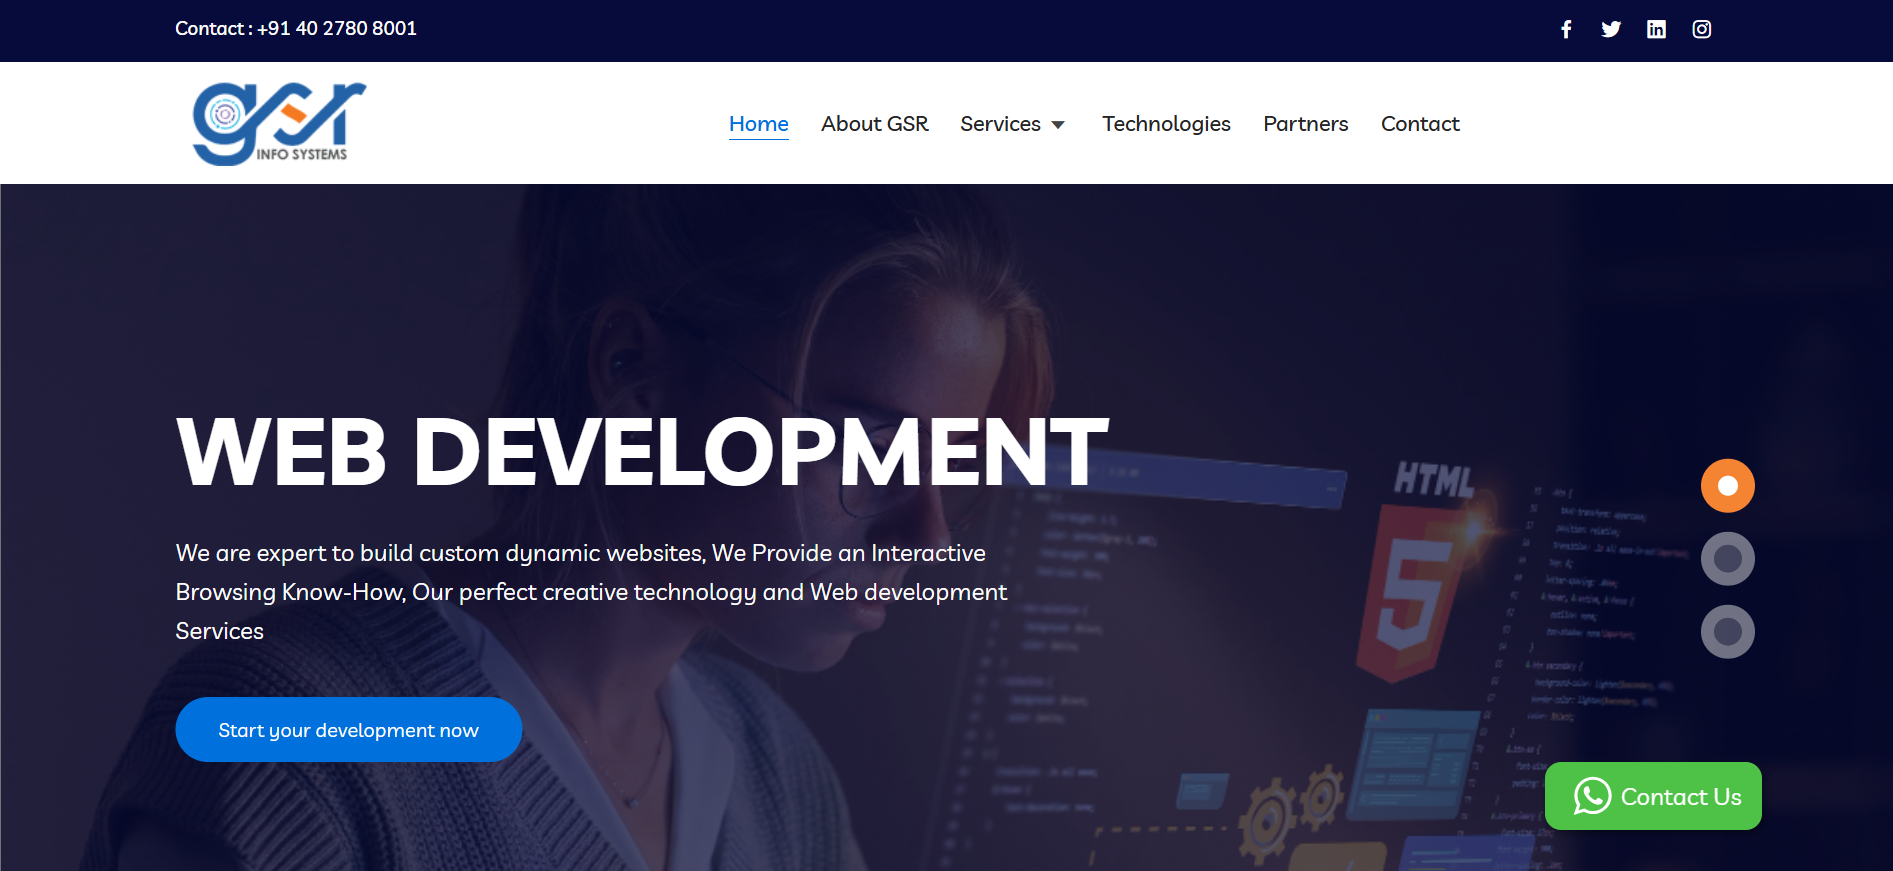 Contact : +91 40 2780 8001
gsr
INFO SYSTEMS
Home About GSR Services Technologies Partners Contact
WEB DEVELOPMENT
We are expert to build custom dynamic websites, We Provide an Interactive
Browsing Know-How, Our perfect creative technology and Web development
Services
Start your development now
HTML
5
Contact Us